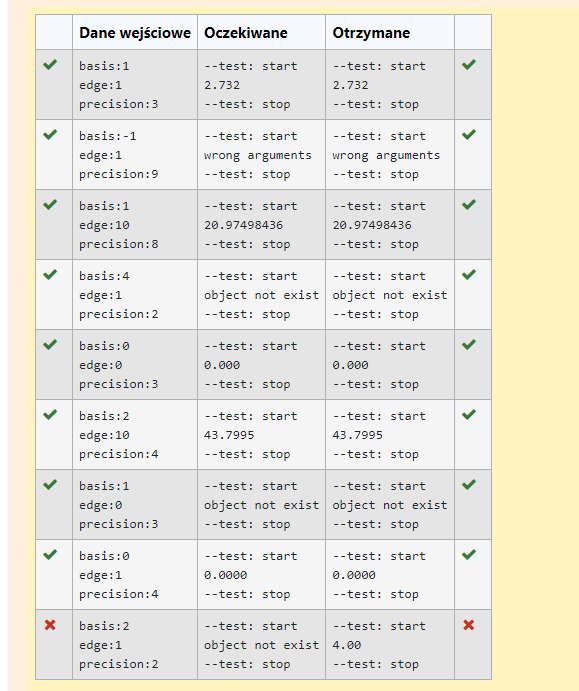 Dane wejściowe Oczekiwane Otrzymane
basis:1 --test: start --test: start
edge:1 2.732 2.732
precision:3 --test: stop --test: stop
basis:-1 --test: start --test: start
edge:1 wrong arguments wrong arguments
precision:9 --test: stop --test: stop
basis:1 --test: start --test: start
edge:10 20.97498436 20.97498436
precision:8 --test: stop --test: stop
basis:4 --test: start --test: start
edge:1 object not exist object not exist
precision:2 --test: stop --test: stop
basis:0 --test: start --test: start
edge:0 0.000 0.000
precision:3 --test: stop --test: stop
basis:2 --test: start --test: start
edge:10 43.7995 43.7995
precision:4 --test: stop --test: stop
basis:1 --test: start --test: start
edge:0 object not exist object not exist
precision:3 --test: stop --test: stop
basis:0 --test: start --test: start
edge:1 0.0000 0.0000
precision:4 --test: stop --test: stop
basis:2 --test: start --test: start
edge:1 object not exist 4.00
precision:2 --test: stop --test: stop